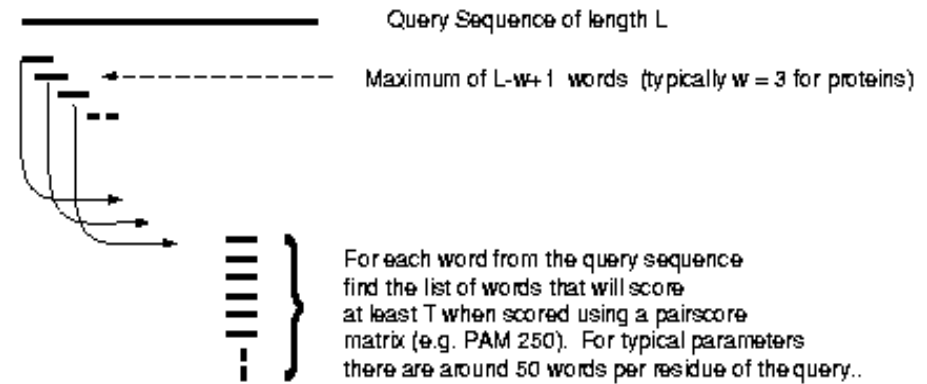 Query Sequence of length L
Maximum of L-w+1 words (typically w = 3 for proteins)
For each word from the query sequence
find the list of words that will score
at least T when scored using a pairscore
matrix (e.g. PAM 250). For typical parameters
there are around 50 words per residue of the query..